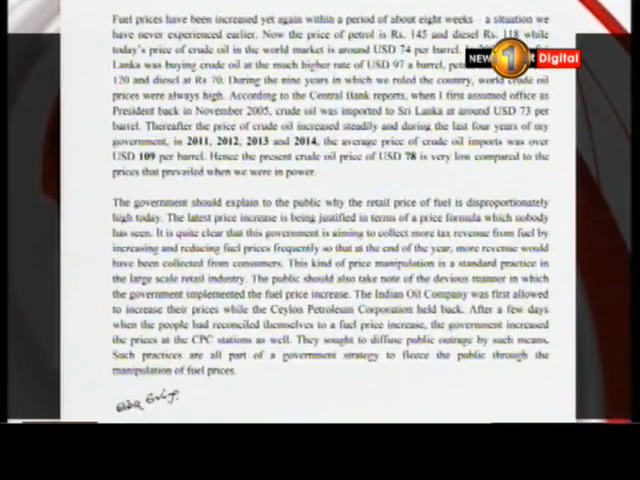 Fuel prices have been increased yet again within a period of about eight weeks - a situation we
have never experienced earlier. Now the price of petrol is Rs. 145 and diesel Rs. 118 while
today's price of crude oil in the world market is around USD 74 per barrel.
Lanka was buying crude oil at the much higher rate of USD 97 a barrel,
120 and diesel at Rs 70. During the nine years in which we ruled the country, world crude oil
prices were always high. According to the Central Bank reports, when I first assumed office as
President back in November 2005, crude oil was imported to Sri Lanka at around USD 73 per
barrel. Thereafter the price of crude oil increased steadily and during the last four years of my
government, in 2011, 2012, 2013 and 2014, the average price of crude oil imports was over
USD 109 per barrel. Hence the present crude oil price of USD 78 is very low compared to the
prices that prevailed when we were in power.
The government should explain to the public why the retail price of fuel is disproportionately
high today. The latest price increase is being justified in terms of a price formula which nobody
has seen. It is quite clear that this government is aiming to collect more tax revenue from fuel by
increasing and reducing fuel prices frequently so that at the end of the year, more revenue would
have been collected from consumers. This kind of price manipulation is a standard practice in
the large scale retail industry. The public should also take note of the devious manner in which
the government implemented the fuel price increase. The Indian Oil Company was first allowed
to increase their prices while the Ceylon Petroleum Corporation held back. After a few days
when the people had reconciled themselves to a fuel price increase, the government increased
the prices at the CPC stations as well. They sought to diffuse public outrage by such means.
Such practices are all part of a government strategy to fleece the public through the
manipulation of fuel prices.
NEWS 1st Digital